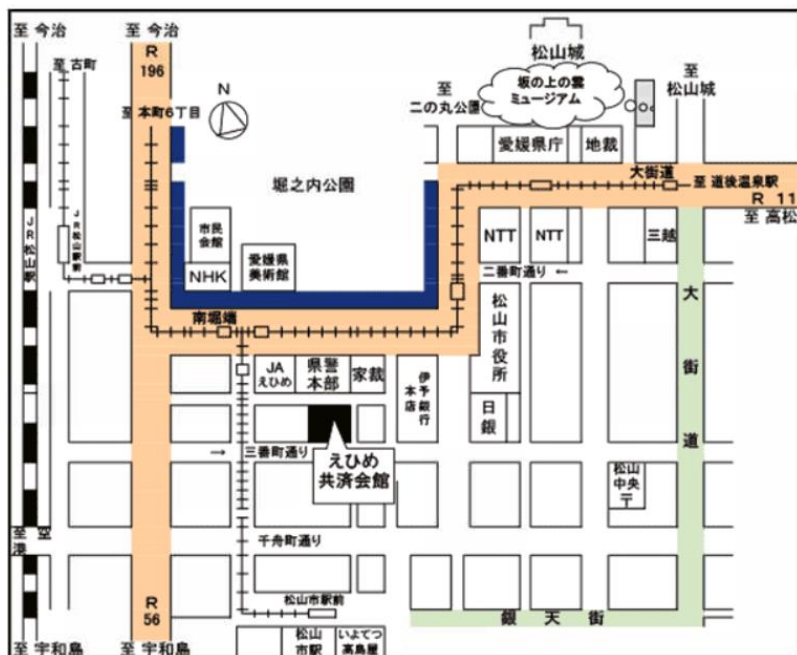 至 今治
至 今治
R
196
至 古町
N
至 本町6丁目
松山城
坂の上の雲
ミュージアム
至
二の丸公園
至
松山城
愛媛県庁
地裁
大街道
至 道後温泉駅
R 11
至 高松
堀之内公園
市民
会館
NHK
愛媛県
美術館
JR松山駅
JR松山駅前
NTT
NTT
三越
二番町通り ←
南堀端
松山市役所
大街道
JA
えひめ
県警
本部
家裁
伊予銀行
本店
日銀
→ 三番町通り
えひめ
共済会館
松山
中央
〒
至 空
港
千舟町通り
R
56
松山市駅前
銀天街
至 宇和島
至 宇和島
松山
市駅
いよてつ
高島屋